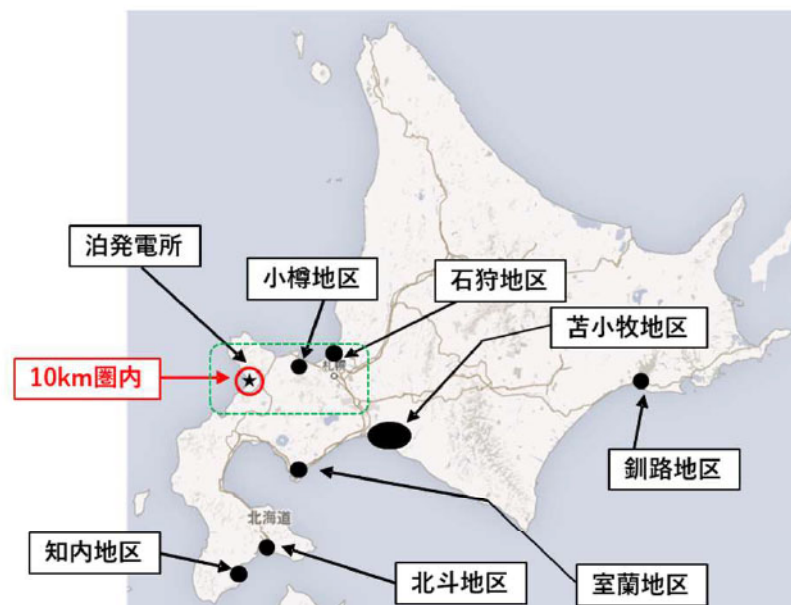 泊発電所
小樽地区
石狩地区
苫小牧地区
札幌
10km圏内
釧路地区
北海道
知内地区
北斗地区
室蘭地区